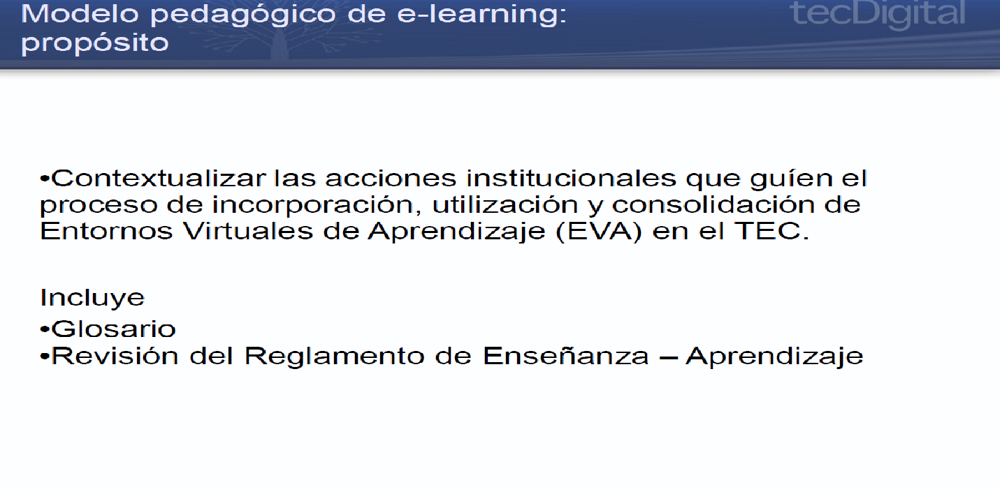 Modelo pedagógico de e-learning:
propósito
tecDigital
•Contextualizar las acciones institucionales que guíen el
proceso de incorporación, utilización y consolidación de
Entornos Virtuales de Aprendizaje (EVA) en el TEC.
Incluye
•Glosario
•Revisión del Reglamento de Enseñanza – Aprendizaje